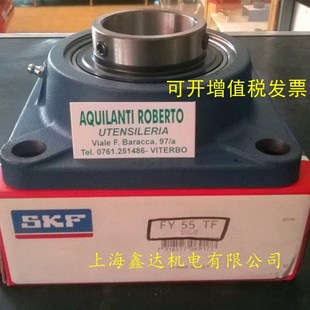 可开增值税发票
AQUILANTI ROBERTO
UTENSILERIA
Viale F. Baracca, 97/a
Tel. 0761.251486- VITERBO
SKF
FY 55 TF
上海鑫达机电有限公司